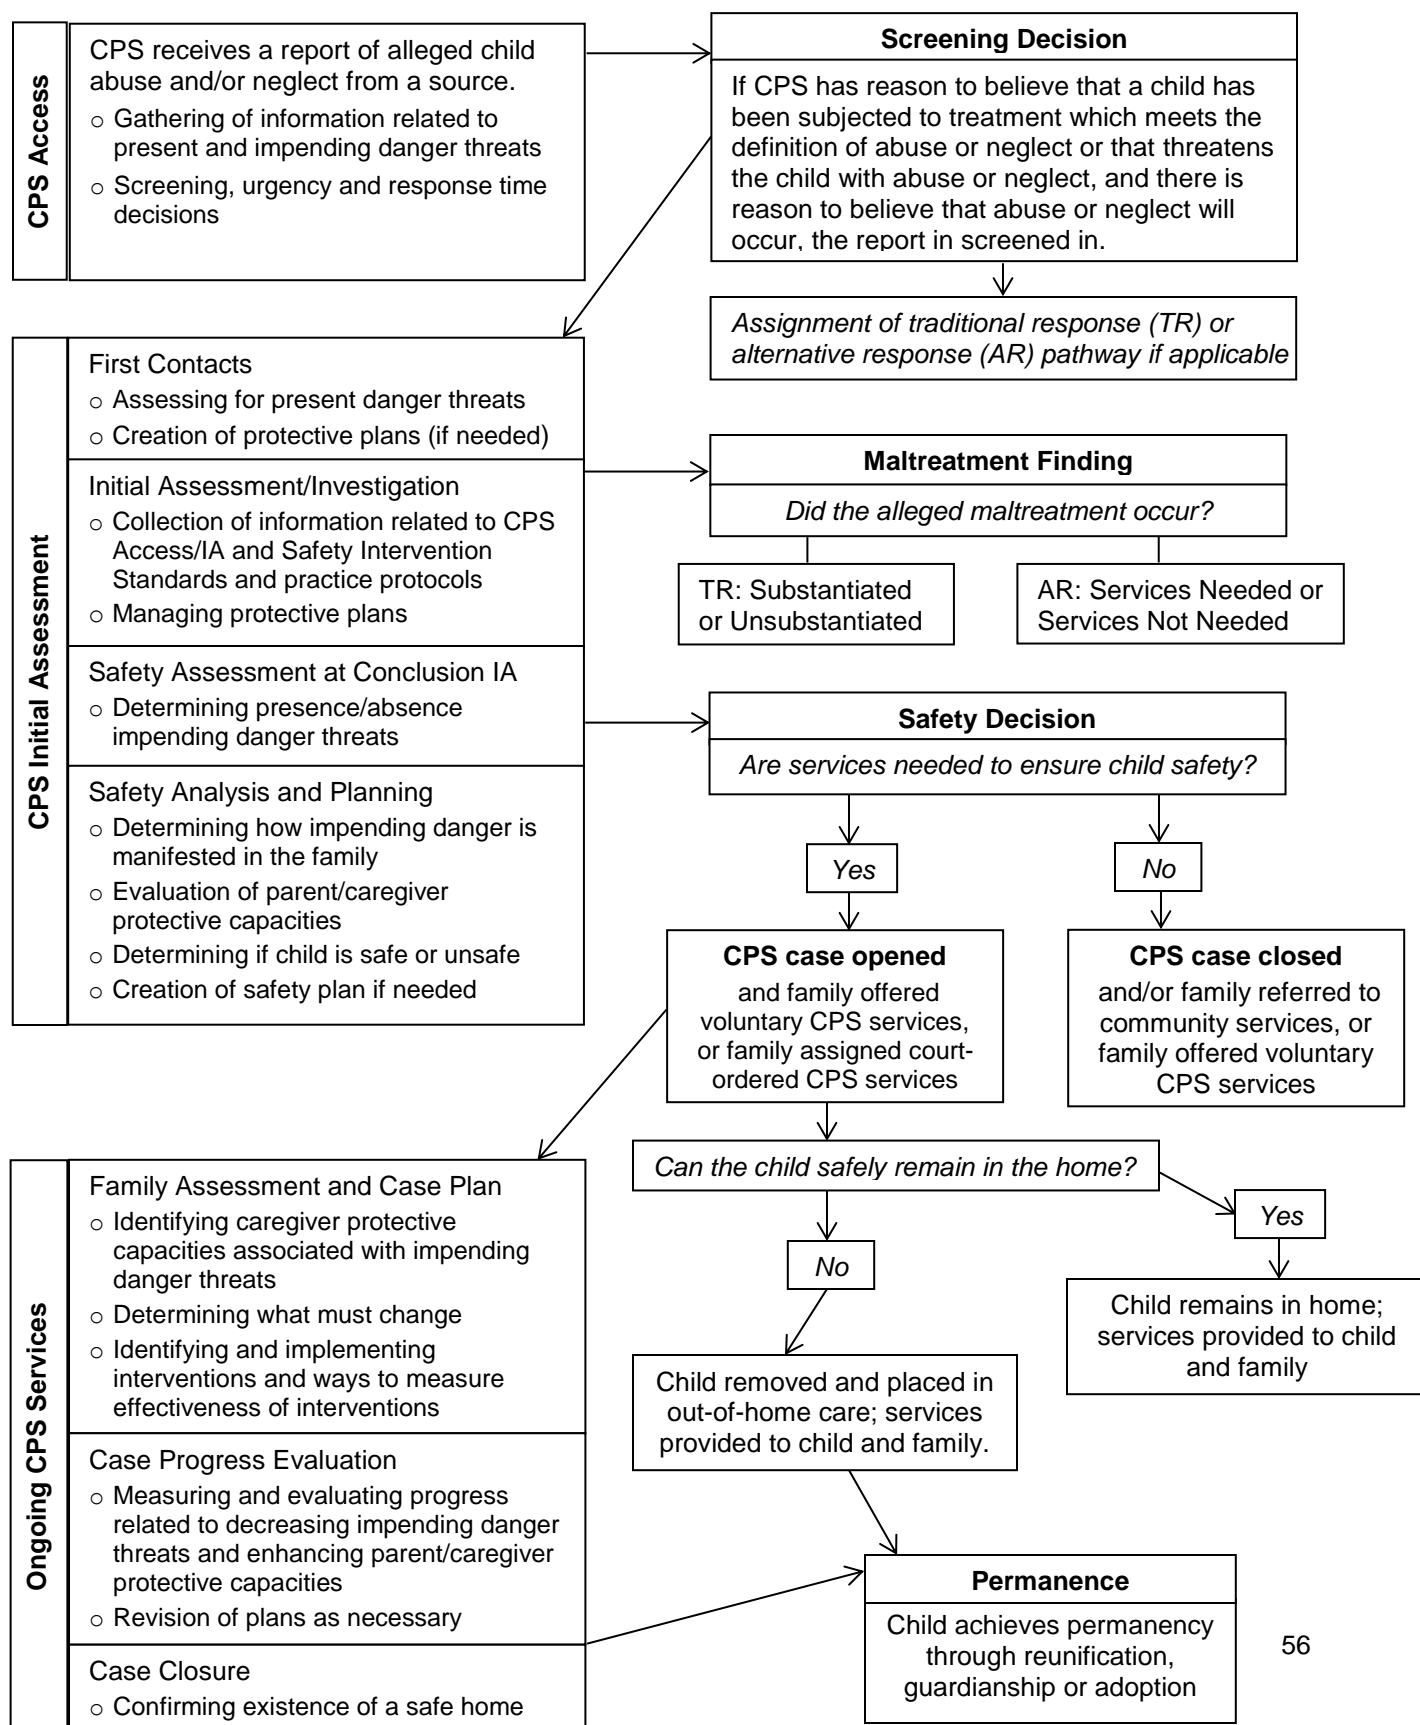 CPS Access
CPS receives a report of alleged child
abuse and/or neglect from a source.
o Gathering of information related to
present and impending danger threats
o Screening, urgency and response time
decisions
Screening Decision
If CPS has reason to believe that a child has
been subjected to treatment which meets the
definition of abuse or neglect or that threatens
the child with abuse or neglect, and there is
reason to believe that abuse or neglect will
occur, the report in screened in.
Assignment of traditional response (TR) or
alternative response (AR) pathway if applicable
CPS Initial Assessment
First Contacts
o Assessing for present danger threats
o Creation of protective plans (if needed)
Initial Assessment/Investigation
o Collection of information related to CPS
Access/IA and Safety Intervention
Standards and practice protocols
o Managing protective plans
Safety Assessment at Conclusion IA
o Determining presence/absence
impending danger threats
Safety Analysis and Planning
o Determining how impending danger is
manifested in the family
o Evaluation of parent/caregiver
protective capacities
o Determining if child is safe or unsafe
o Creation of safety plan if needed
Maltreatment Finding
Did the alleged maltreatment occur?
TR: Substantiated
or Unsubstantiated
AR: Services Needed or
Services Not Needed
Safety Decision
Are services needed to ensure child safety?
Yes
No
CPS case opened
and family offered
voluntary CPS services,
or family assigned court-
ordered CPS services
CPS case closed
and/or family referred to
community services, or
family offered voluntary
CPS services
Can the child safely remain in the home?
No
Yes
Child remains in home;
services provided to child
and family
Child removed and placed in
out-of-home care; services
provided to child and family.
Ongoing CPS Services
Family Assessment and Case Plan
o Identifying caregiver protective
capacities associated with impending
danger threats
o Determining what must change
o Identifying and implementing
interventions and ways to measure
effectiveness of interventions
Case Progress Evaluation
o Measuring and evaluating progress
related to decreasing impending danger
threats and enhancing parent/caregiver
protective capacities
o Revision of plans as necessary
Case Closure
o Confirming existence of a safe home
Permanence
Child achieves permanency
through reunification,
guardianship or adoption
56